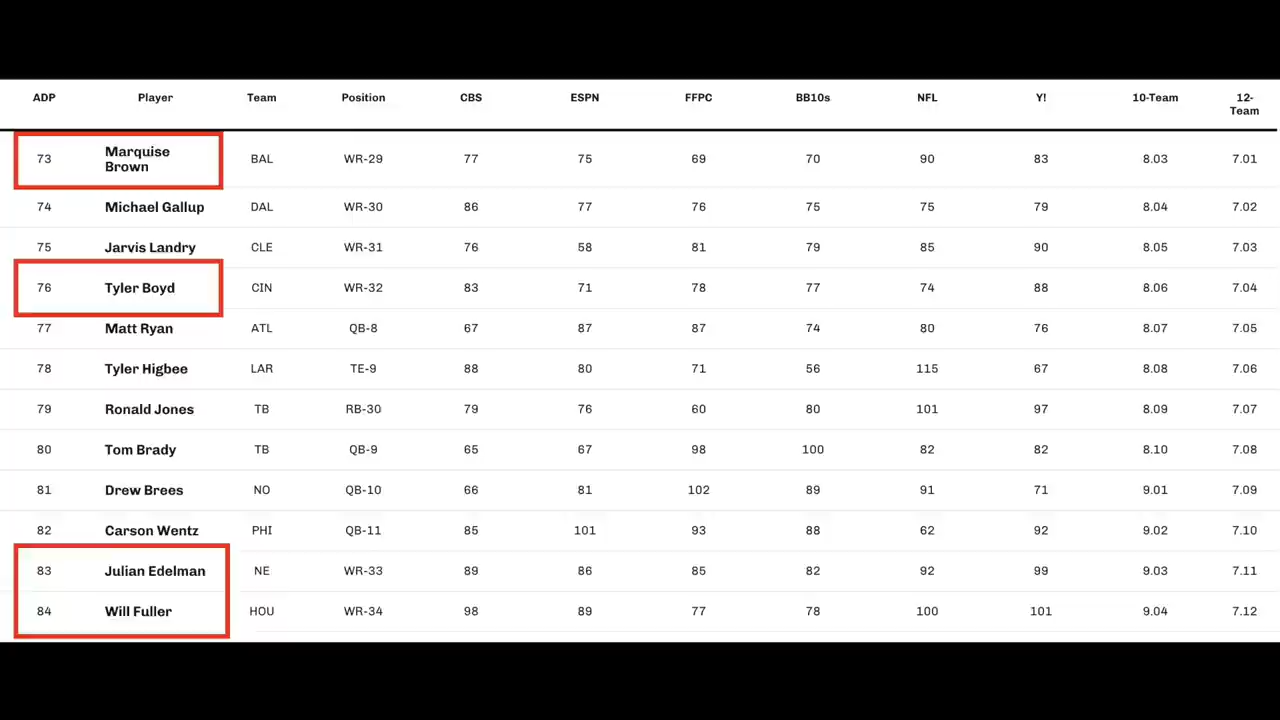 ADP Player Team Position CBS ESPN FFPC BB10s NFL Y! 10-Team 12-
Team
73 Marquise Brown BAL WR-29 77 75 69 70 90 83 8.03 7.01
74 Michael Gallup DAL WR-30 86 77 76 75 75 79 8.04 7.02
75 Jarvis Landry CLE WR-31 76 58 81 79 85 90 8.05 7.03
76 Tyler Boyd CIN WR-32 83 71 78 77 74 88 8.06 7.04
77 Matt Ryan ATL QB-8 67 87 87 74 80 76 8.07 7.05
78 Tyler Higbee LAR TE-9 88 80 71 56 115 67 8.08 7.06
79 Ronald Jones TB RB-30 79 76 60 80 101 97 8.09 7.07
80 Tom Brady TB QB-9 65 67 98 100 82 82 8.10 7.08
81 Drew Brees NO QB-10 66 81 102 89 91 71 9.01 7.09
82 Carson Wentz PHI QB-11 85 101 93 88 62 92 9.02 7.10
83 Julian Edelman NE WR-33 89 86 85 82 92 99 9.03 7.11
84 Will Fuller HOU WR-34 98 89 77 78 100 101 9.04 7.12